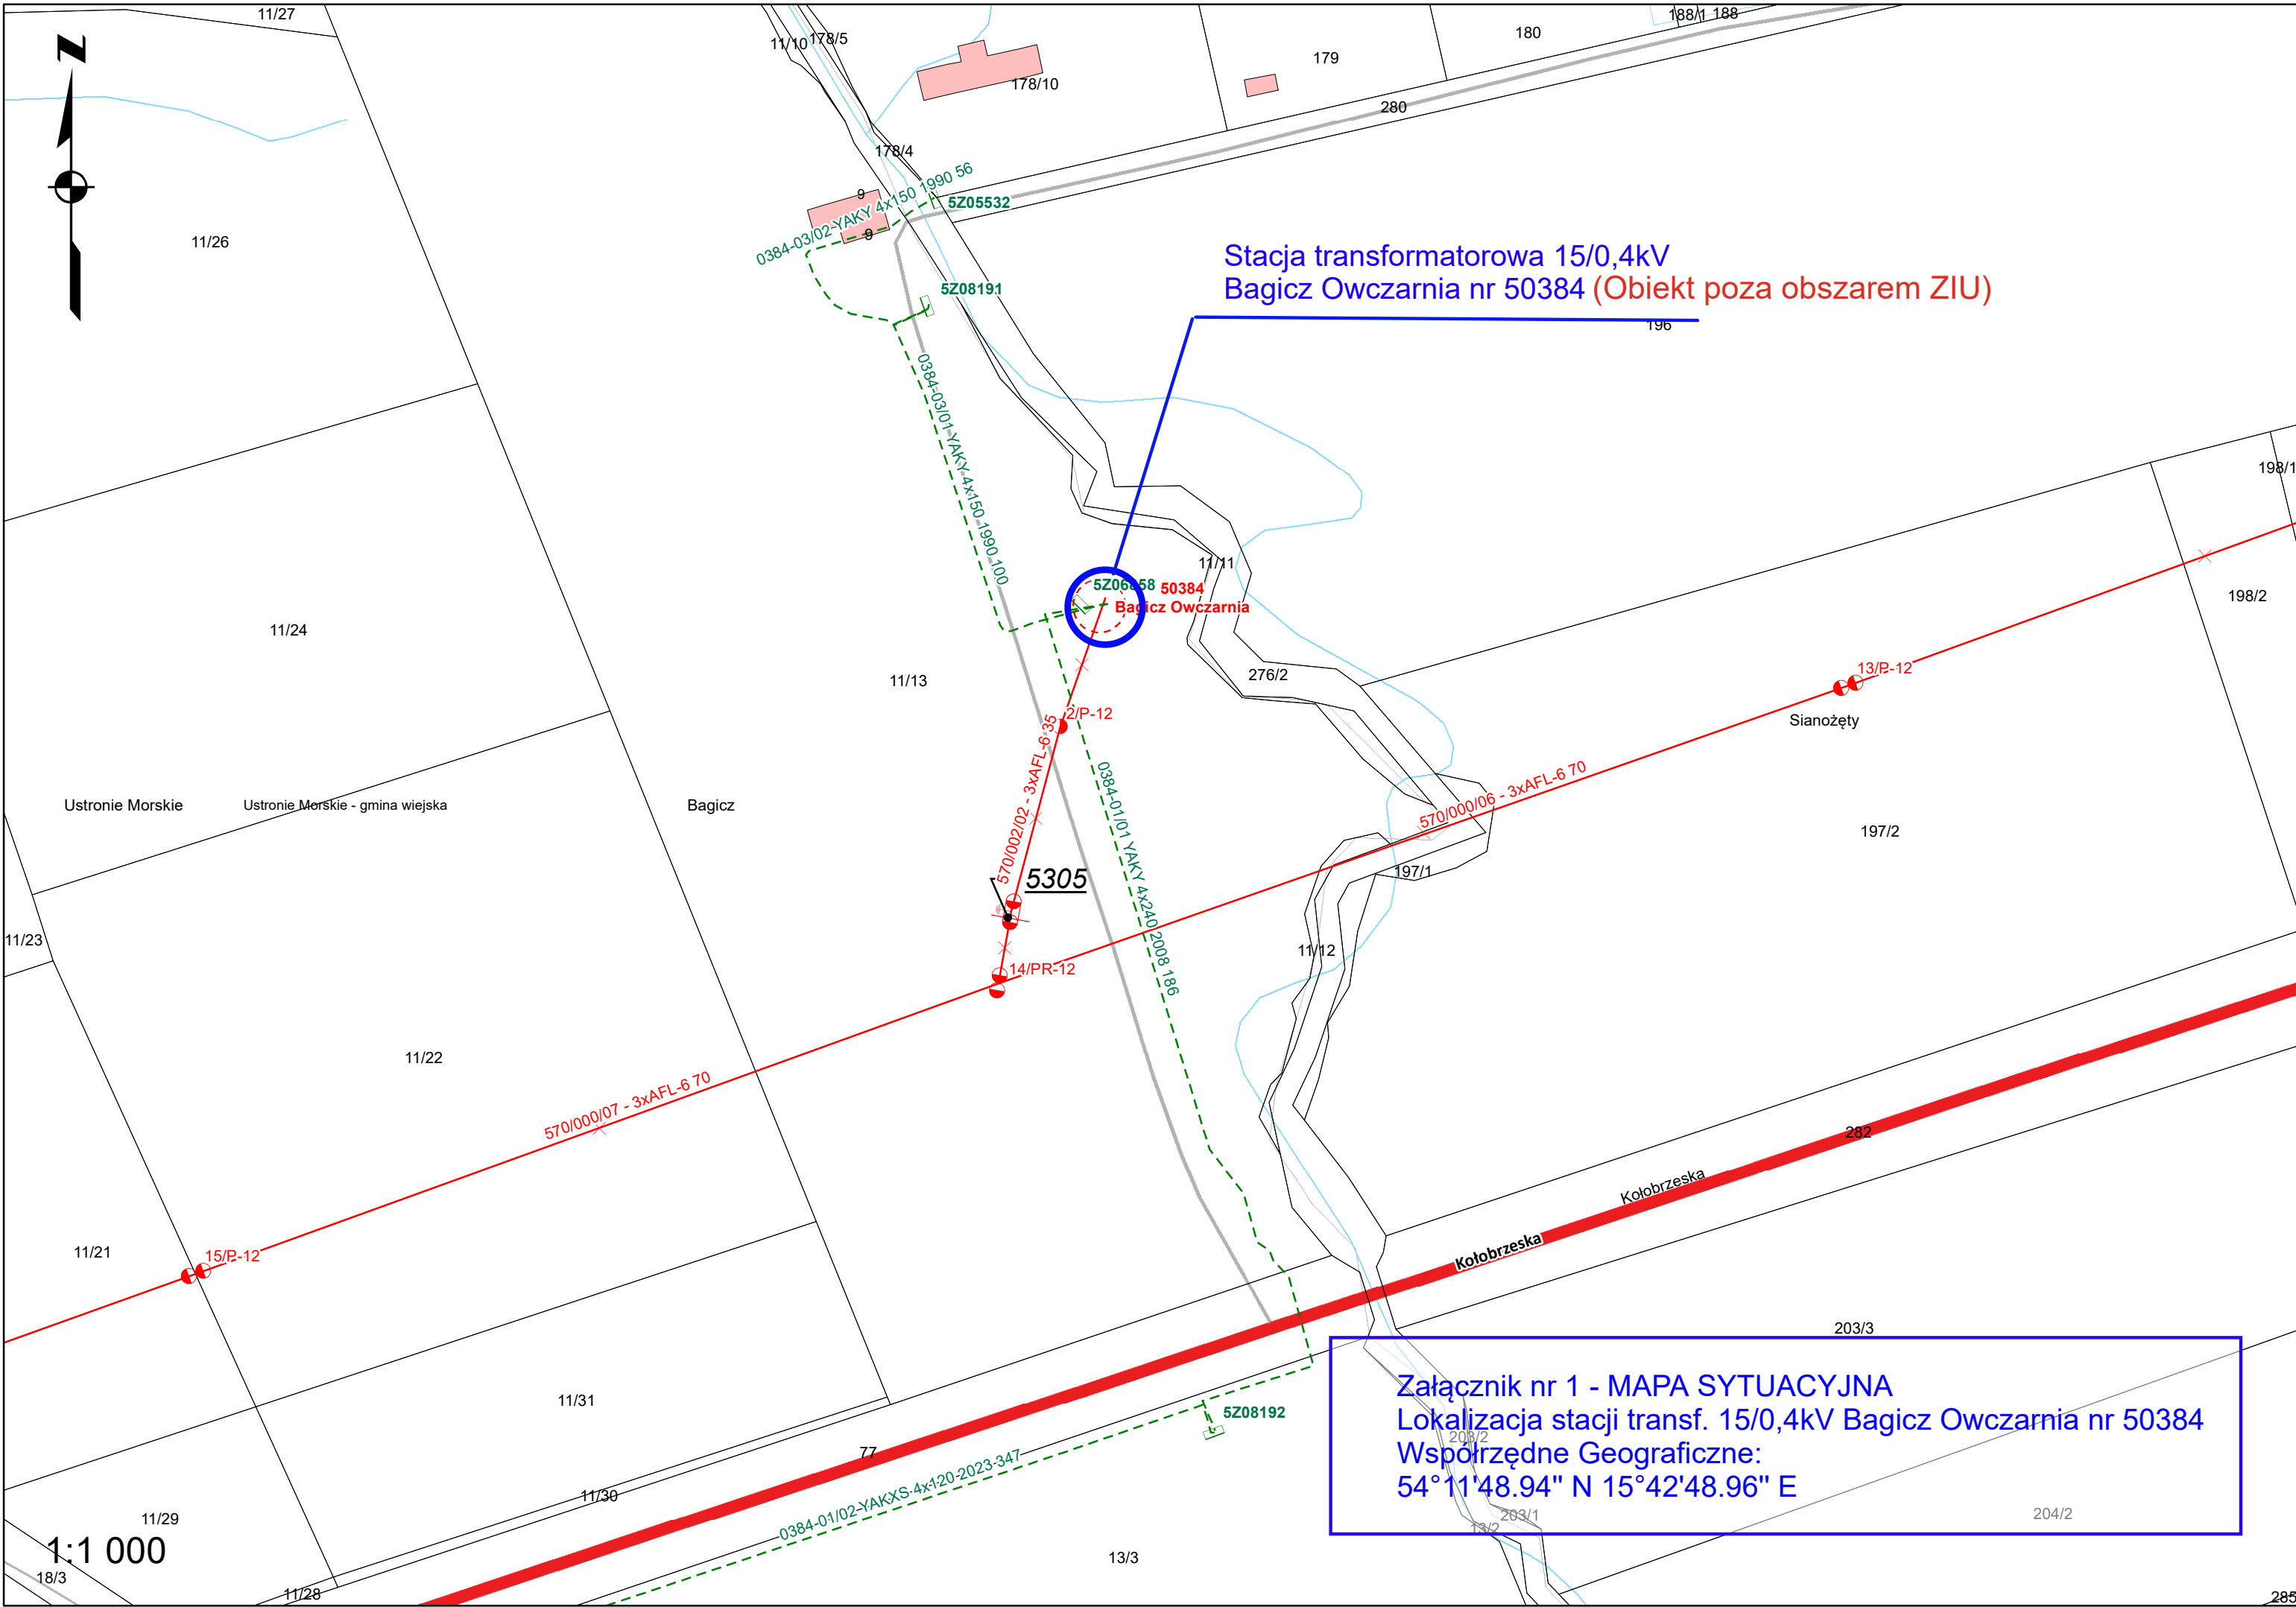 11/27
11/10
178/5
178/10
179
180
188/1
188
280
178/4
N
9
9
0384-03/02-YAKY 4x150 1990 56
5Z05532
11/26
5Z08191
Stacja transformatorowa 15/0,4kV
Bagicz Owczarnia nr 50384 (Obiekt poza obszarem ZIU)
196
0384-03/01-YAKY-4x150-1990-100
198/1
11/11
5Z06858
50384
Bagicz Owczarnia
198/2
11/24
11/13
276/2
13/P-12
2/P-12
Sianożęty
570/002/02 - 3xAFL-6 35
0384-01/01 YAKY 4x240 2008 186
570/000/06 - 3xAFL-6 70
Ustronie Morskie
Ustronie Morskie - gmina wiejska
Bagicz
197/2
5305
197/1
11/23
11/12
14/PR-12
11/22
570/000/07 - 3xAFL-6 70
282
Kołobrzeska
Kołobrzeska
11/21
15/P-12
203/3
11/31
5Z08192
77
Załącznik nr 1 - MAPA SYTUACYJNA
Lokalizacja stacji transf. 15/0,4kV Bagicz Owczarnia nr 50384
203/2
Współrzędne Geograficzne:
54°11'48.94" N 15°42'48.96" E
0384-01/02-YAKXS-4x120-2023-347
11/30
11/29
203/1
13/2
204/2
1:1 000
18/3
13/3
11/28
285